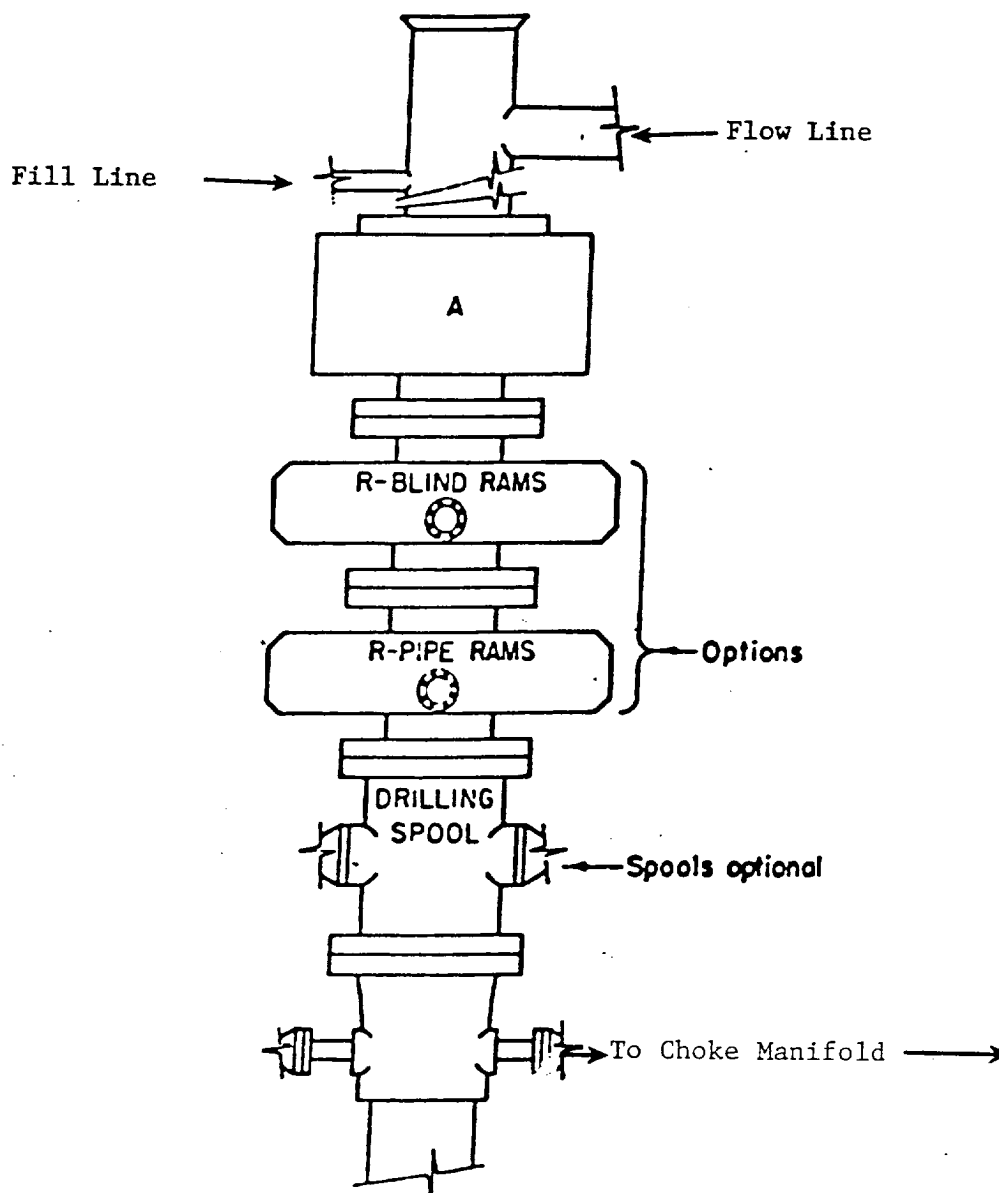 Flow Line
Fill Line
A
R-BLIND RAMS
R-PIPE RAMS
Options
DRILLING
SPOOL
Spools optional
To Choke Manifold